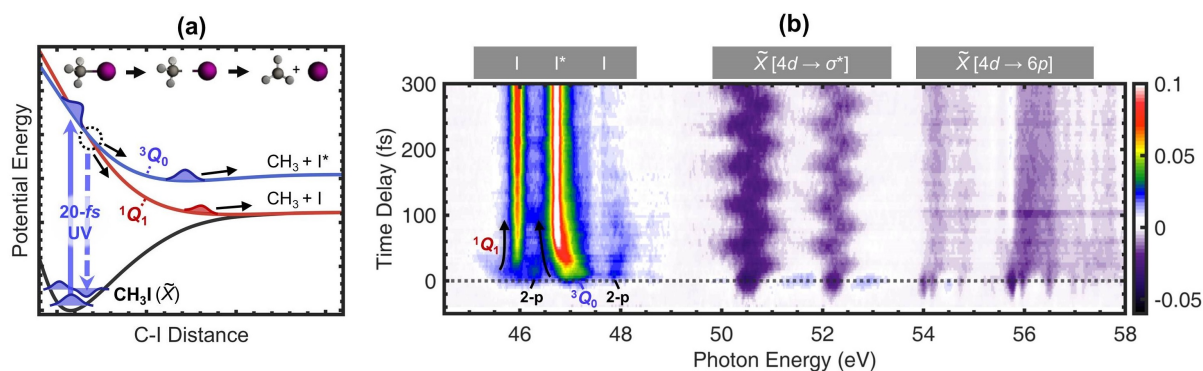 (a)
Potential Energy
CH₃ + I*
³Q₀
CH₃ + I
¹Q₁
20-fs
UV
CH₃I (X̃)
+
C-I Distance
(b)
I I* I X̃ [4d → σ*] X̃ [4d → 6p]
Time Delay (fs)
300
200
100
0
¹Q₁
2-p ³Q₀ 2-p
46 48 50 52 54 56 58
Photon Energy (eV)
0.1
0.05
0
-0.05